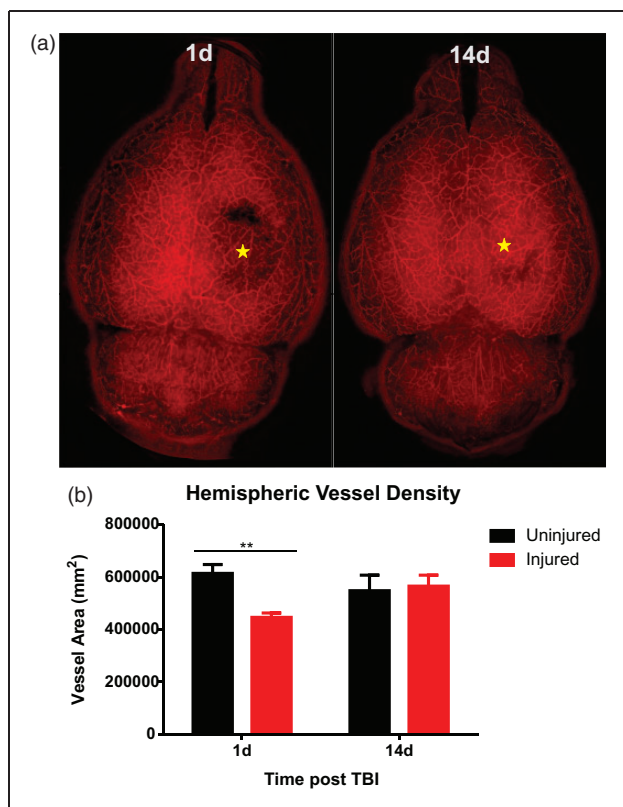 (a)
1d
14d
(b)
Hemispheric Vessel Density
800000
600000
400000
200000
0
Vessel Area (mm²)
**
Uninjured
Injured
1d
14d
Time post TBI